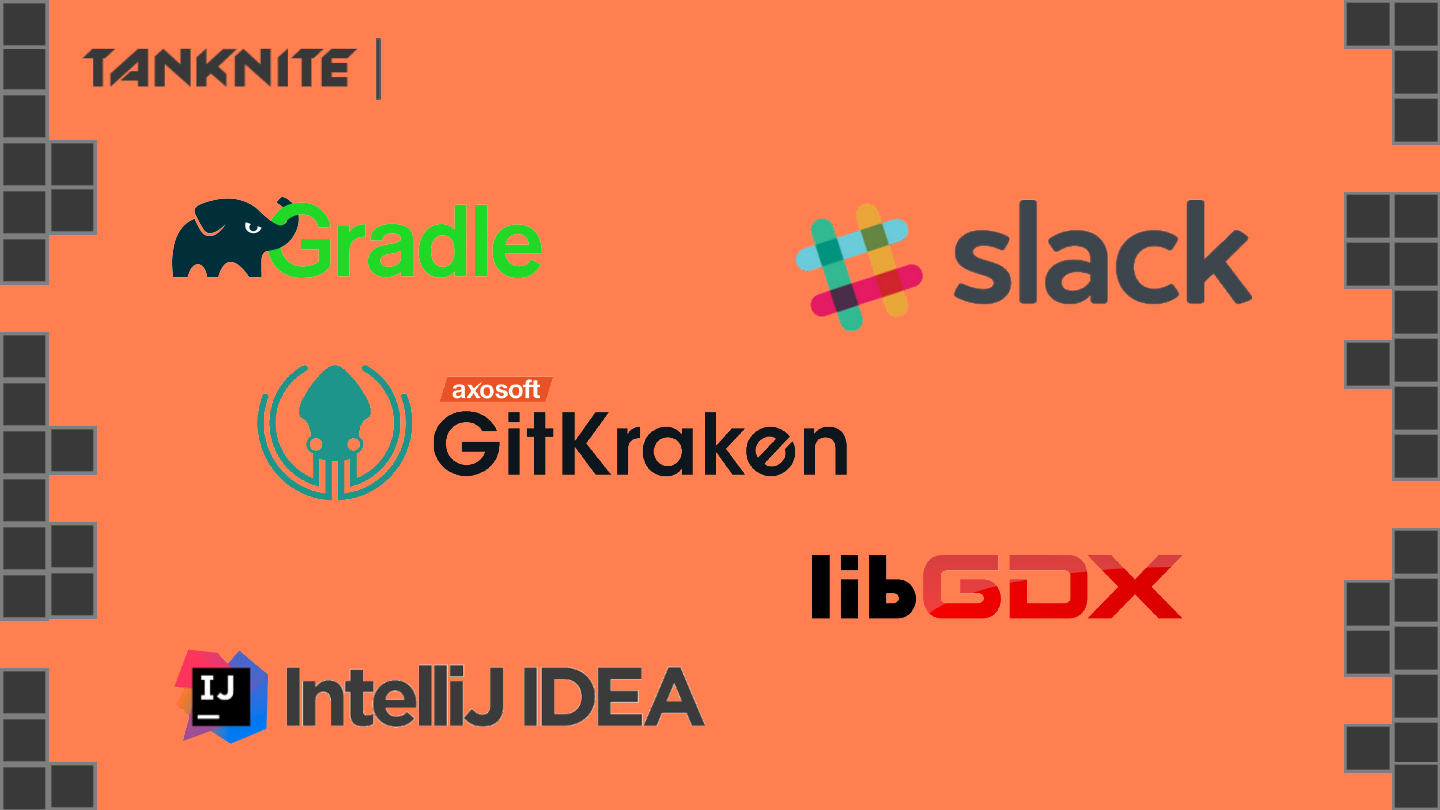 TANKNITE
Gradle
slack
axosoft
GitKraken
libGDX
IJ
IntelliJ IDEA